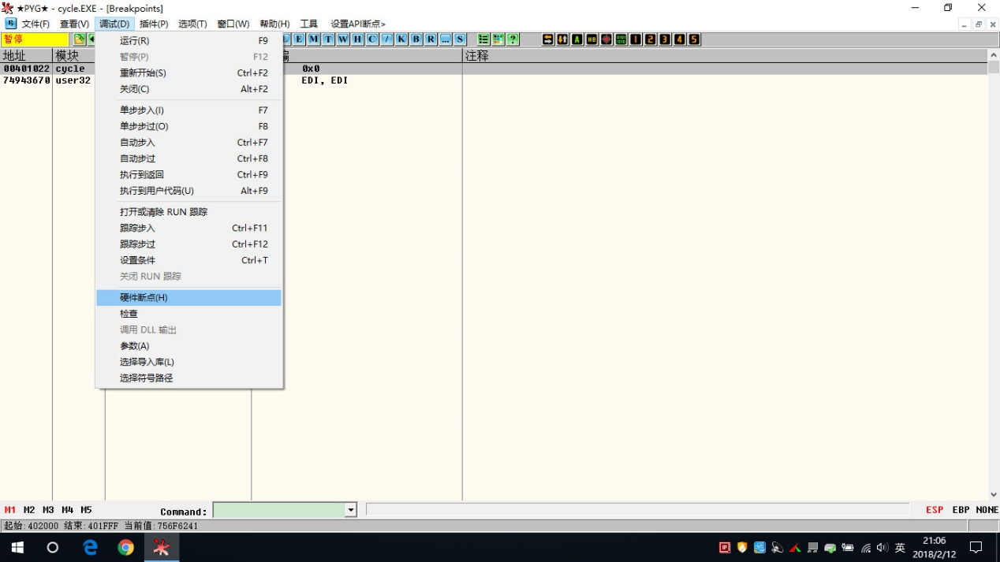 ★PYG★ - cycle.EXE - [Breakpoints]
文件(F) 查看(V) 调试(D) 插件(P) 选项(T) 窗口(W) 帮助(H) 工具 设置API断点>
暂停 E M T W H C / K B R ... S ? A HB 1 2 3 4 5
地址 模块 注释
00401022 cycle 0x0
74943670 user32 EDI, EDI
运行(R) F9
暂停(P) F12
重新开始(S) Ctrl+F2
关闭(C) Alt+F2
单步步入(I) F7
单步步过(O) F8
自动步入 Ctrl+F7
自动步过 Ctrl+F8
执行到返回 Ctrl+F9
执行到用户代码(U) Alt+F9
打开或清除 RUN 跟踪
跟踪步入 Ctrl+F11
跟踪步过 Ctrl+F12
设置条件 Ctrl+T
关闭 RUN 跟踪
硬件断点(H)
检查
调用 DLL 输出
参数(A)
选择导入库(L)
选择符号路径
M1 M2 M3 M4 M5 Command: ESP EBP NONE
起始:402000 结束:401FFF 当前值:756F6241
英 21:06
2018/2/12